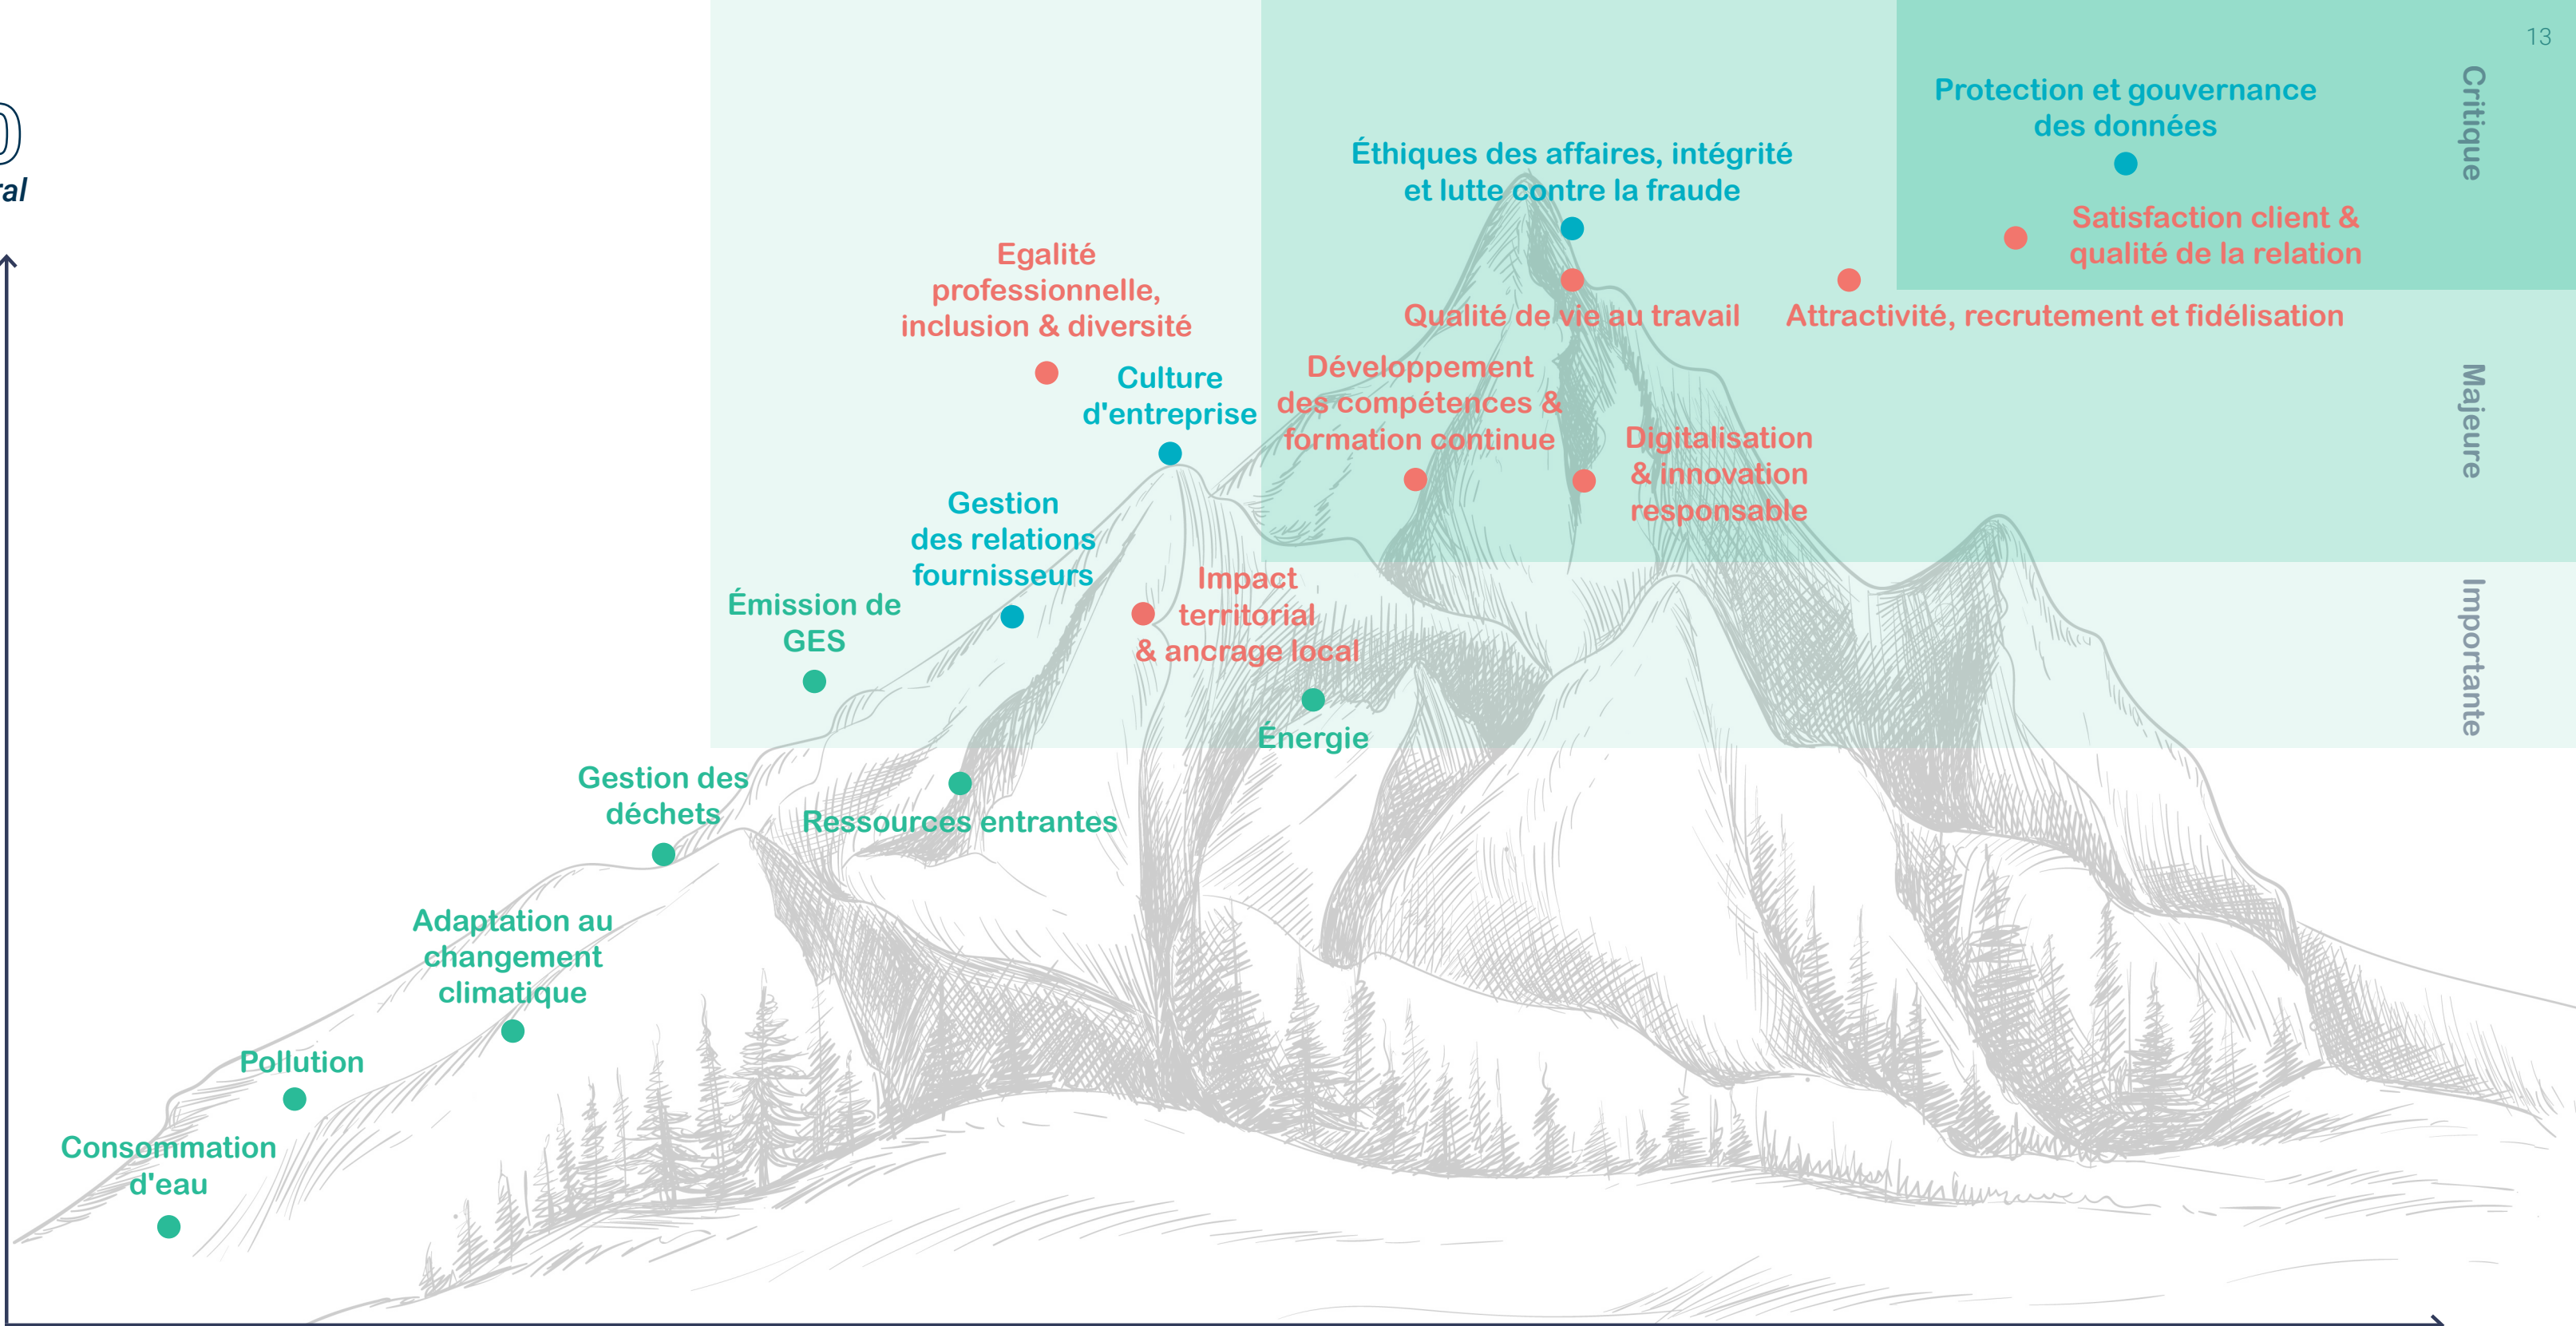 13
Critique
Majeure
Importante
Protection et gouvernance
des données
Satisfaction client &
qualité de la relation
Éthiques des affaires, intégrité
et lutte contre la fraude
Qualité de vie au travail
Attractivité, recrutement et fidélisation
Développement
des compétences &
formation continue
Digitalisation
& innovation
responsable
Egalité
professionnelle,
inclusion & diversité
Culture
d'entreprise
Gestion
des relations
fournisseurs
Impact
territorial
& ancrage local
Émission de
GES
Énergie
Gestion des
déchets
Ressources entrantes
Adaptation au
changement
climatique
Pollution
Consommation
d'eau